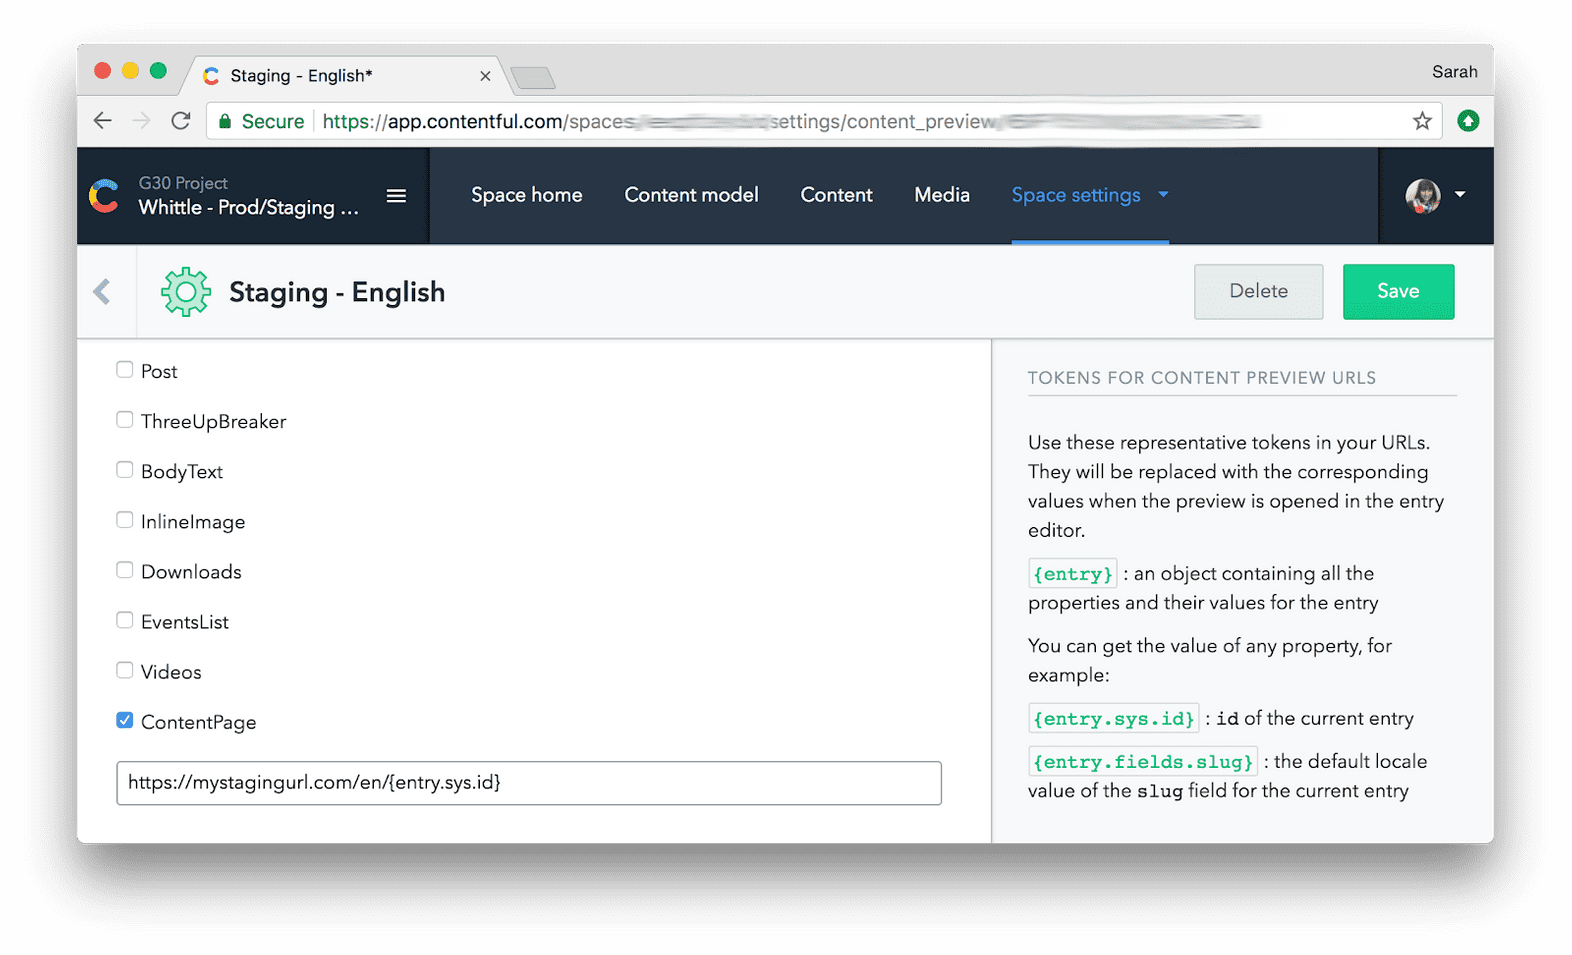 Staging - English*
Sarah
Secure
https://app.contentful.com/spaces settings/content_preview
G30 Project
Whittle - Prod/Staging ...
Space home
Content model
Content
Media
Space settings
Staging - English
Delete
Save
Post
ThreeUpBreaker
BodyText
InlineImage
Downloads
EventsList
Videos
ContentPage
https://mystagingurl.com/en/{entry.sys.id}
TOKENS FOR CONTENT PREVIEW URLS
Use these representative tokens in your URLs.
They will be replaced with the corresponding
values when the preview is opened in the entry
editor.
{entry} : an object containing all the
properties and their values for the entry
You can get the value of any property, for
example:
{entry.sys.id} : id of the current entry
{entry.fields.slug} : the default locale
value of the slug field for the current entry